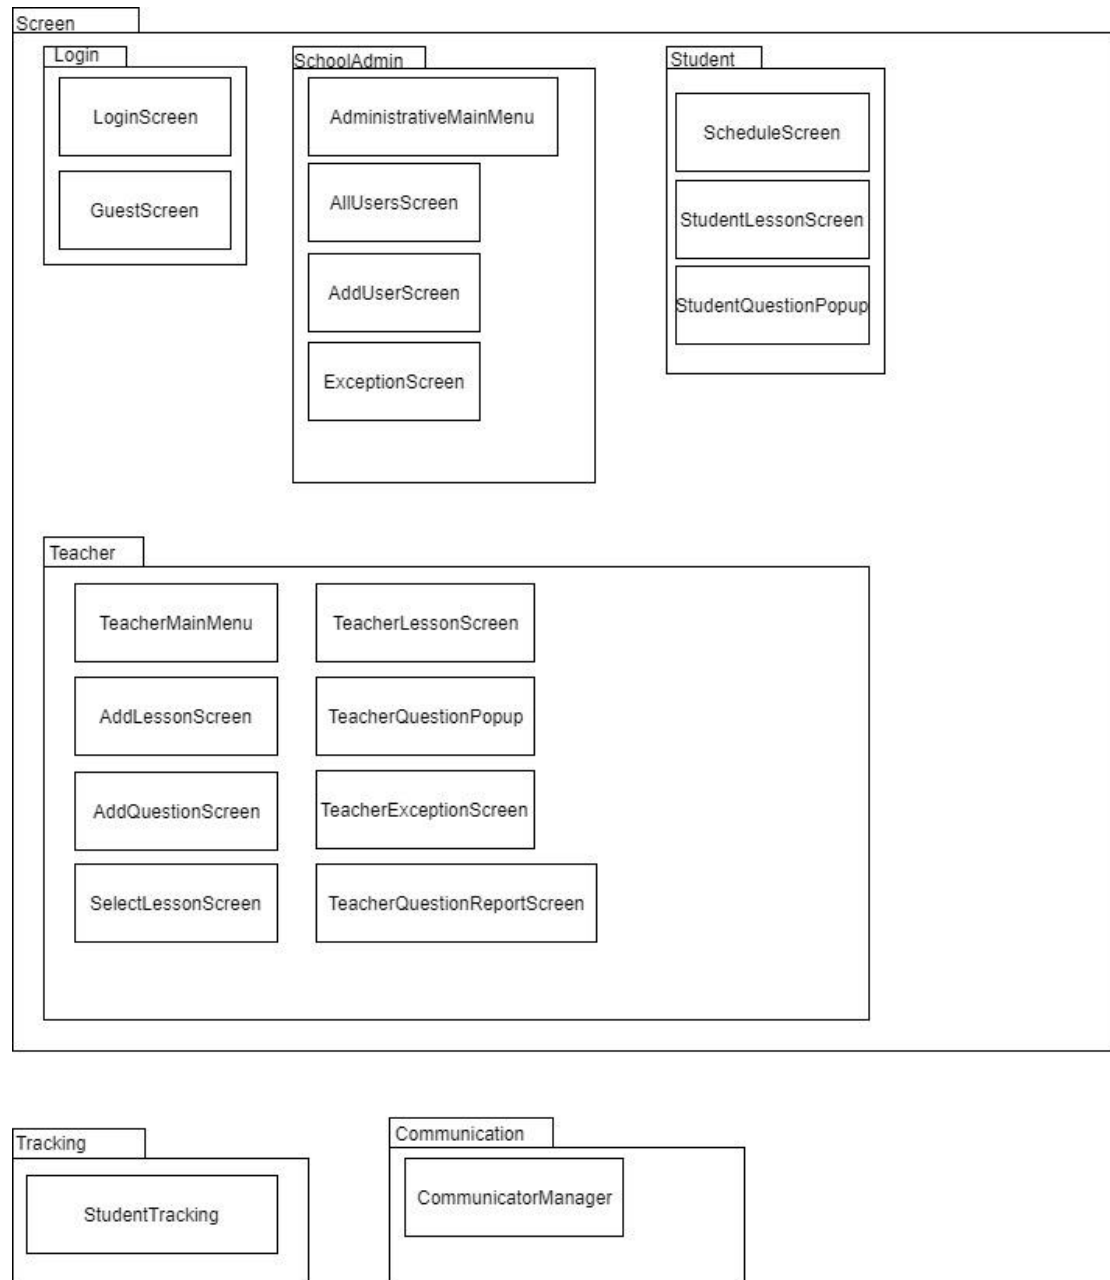 Screen
Login
LoginScreen
GuestScreen
SchoolAdmin
AdministrativeMainMenu
AllUsersScreen
AddUserScreen
ExceptionScreen
Student
ScheduleScreen
StudentLessonScreen
StudentQuestionPopup
Teacher
TeacherMainMenu
TeacherLessonScreen
AddLessonScreen
TeacherQuestionPopup
AddQuestionScreen
TeacherExceptionScreen
SelectLessonScreen
TeacherQuestionReportScreen
Tracking
StudentTracking
Communication
CommunicatorManager